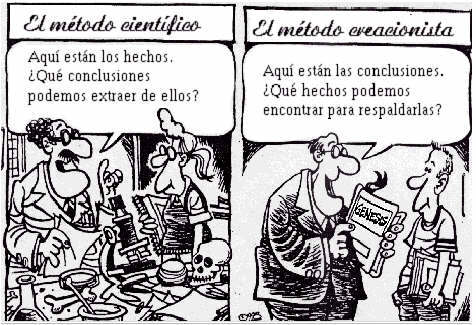 El método científico
Aquí están los hechos.
¿Qué conclusiones
podemos extraer de ellos?
El método creacionista
Aquí están las conclusiones.
¿Qué hechos podemos
encontrar para respaldarlas?
GENESIS